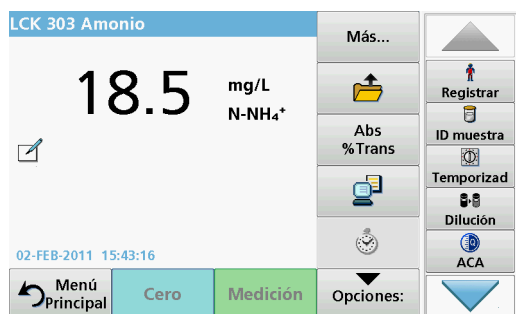 LCK 303 Amonio
18.5 mg/L
N-NH₄⁺
02-FEB-2011 15:43:16
Menú
Principal
Cero
Medición
Más...
Abs
%Trans
Opciones:
Registrar
ID muestra
Temporizad
Dilución
ACA